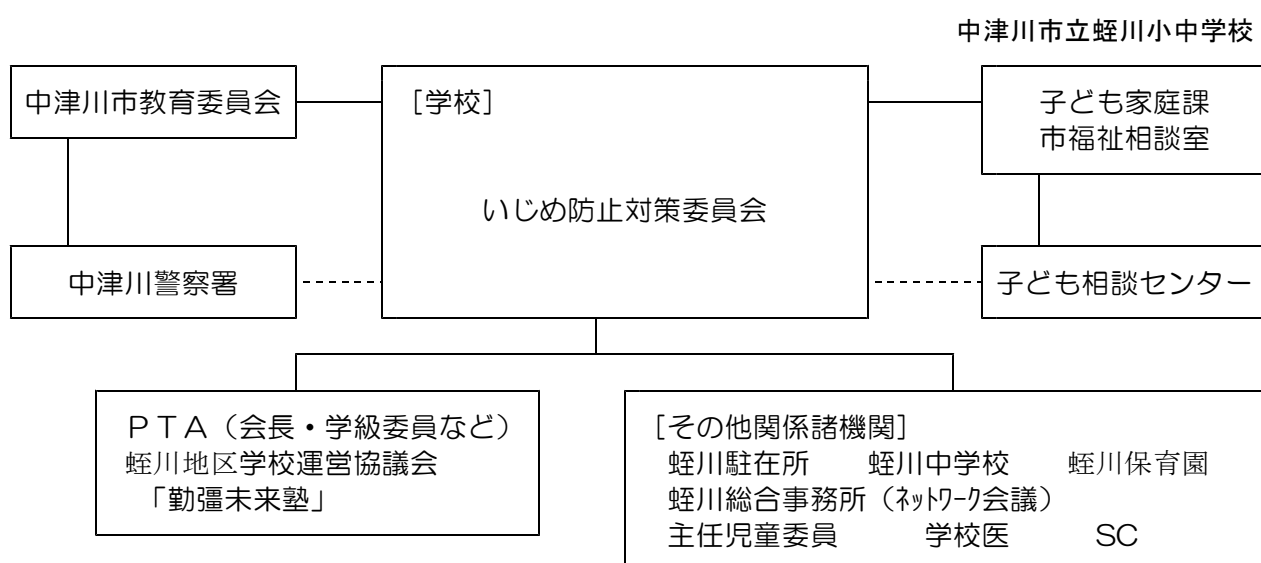 中津川市立蛭川小中学校
中津川市教育委員会
[学校]
子ども家庭課
市福祉相談室
いじめ防止対策委員会
中津川警察署
子ども相談センター
ＰＴＡ（会長・学級委員など）
蛭川地区学校運営協議会
「勤彊未来塾」
[その他関係諸機関]
蛭川駐在所　蛭川中学校　蛭川保育園
蛭川総合事務所（ﾈｯﾄﾜｰｸ会議）
主任児童委員　学校医　SC